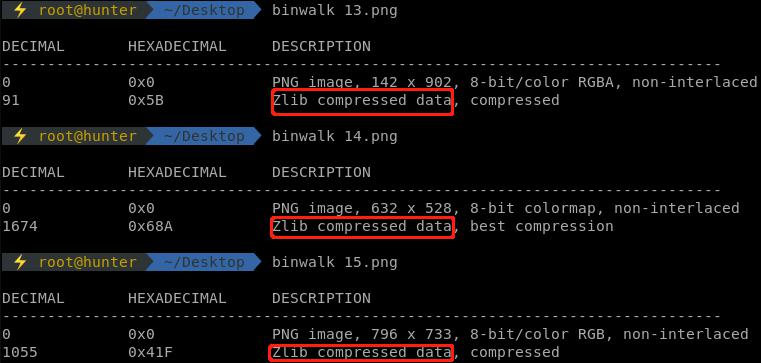 ⚡ root@hunter ~/Desktop binwalk 13.png
DECIMAL HEXADECIMAL DESCRIPTION
--------------------------------------------------------------------------------
0 0x0 PNG image, 142 x 902, 8-bit/color RGBA, non-interlaced
91 0x5B Zlib compressed data, compressed
⚡ root@hunter ~/Desktop binwalk 14.png
DECIMAL HEXADECIMAL DESCRIPTION
--------------------------------------------------------------------------------
0 0x0 PNG image, 632 x 528, 8-bit colormap, non-interlaced
1674 0x68A Zlib compressed data, best compression
⚡ root@hunter ~/Desktop binwalk 15.png
DECIMAL HEXADECIMAL DESCRIPTION
--------------------------------------------------------------------------------
0 0x0 PNG image, 796 x 733, 8-bit/color RGB, non-interlaced
1055 0x41F Zlib compressed data, compressed